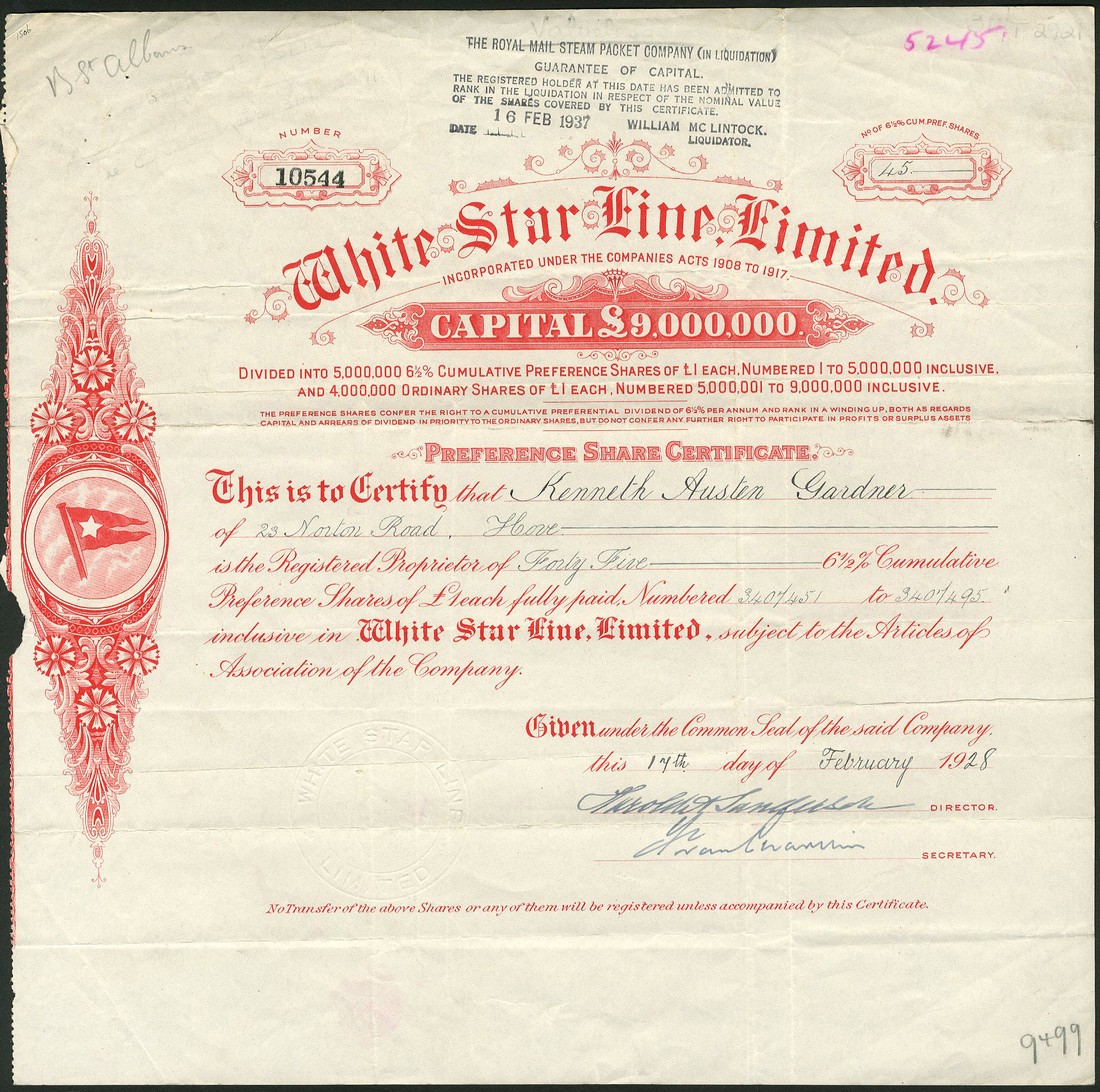 1506
B St Albans
THE ROYAL MAIL STEAM PACKET COMPANY (IN LIQUIDATION)
GUARANTEE OF CAPITAL.
THE REGISTERED HOLDER AT THIS DATE HAS BEEN ADMITTED TO
RANK IN THE LIQUIDATION IN RESPECT OF THE NOMINAL VALUE
OF THE SHARES COVERED BY THIS CERTIFICATE.
DATE 16 FEB 1937 WILLIAM MC LINTOCK.
LIQUIDATOR.
5245
NUMBER
10544
No OF 6½% CUM. PREF. SHARES.
45.
White Star Line, Limited.
INCORPORATED UNDER THE COMPANIES ACTS 1908 TO 1917.
CAPITAL £9,000,000.
DIVIDED INTO 5,000,000 6½% CUMULATIVE PREFERENCE SHARES OF £1 EACH, NUMBERED 1 TO 5,000,000 INCLUSIVE,
AND 4,000,000 ORDINARY SHARES OF £1 EACH, NUMBERED 5,000,001 TO 9,000,000 INCLUSIVE.
THE PREFERENCE SHARES CONFER THE RIGHT TO A CUMULATIVE PREFERENTIAL DIVIDEND OF 6½% PER ANNUM AND RANK IN A WINDING UP, BOTH AS REGARDS
CAPITAL AND ARREARS OF DIVIDEND IN PRIORITY TO THE ORDINARY SHARES, BUT DO NOT CONFER ANY FURTHER RIGHT TO PARTICIPATE IN PROFITS OR SURPLUS ASSETS
PREFERENCE SHARE CERTIFICATE.
This is to Certify that Kenneth Austen Gardner
of 23 Norton Road, Hove
is the Registered Proprietor of Forty Five 6½% Cumulative
Preference Shares of £1 each fully paid, Numbered 3407451 to 3407495.
inclusive in White Star Line, Limited, subject to the Articles of
Association of the Company.
Given under the Common Seal of the said Company,
this 17th day of February 1928
Harold A Sanderson DIRECTOR.
SECRETARY.
WHITE STAR LINE
LIMITED
No Transfer of the above Shares or any of them will be registered unless accompanied by this Certificate.
9499